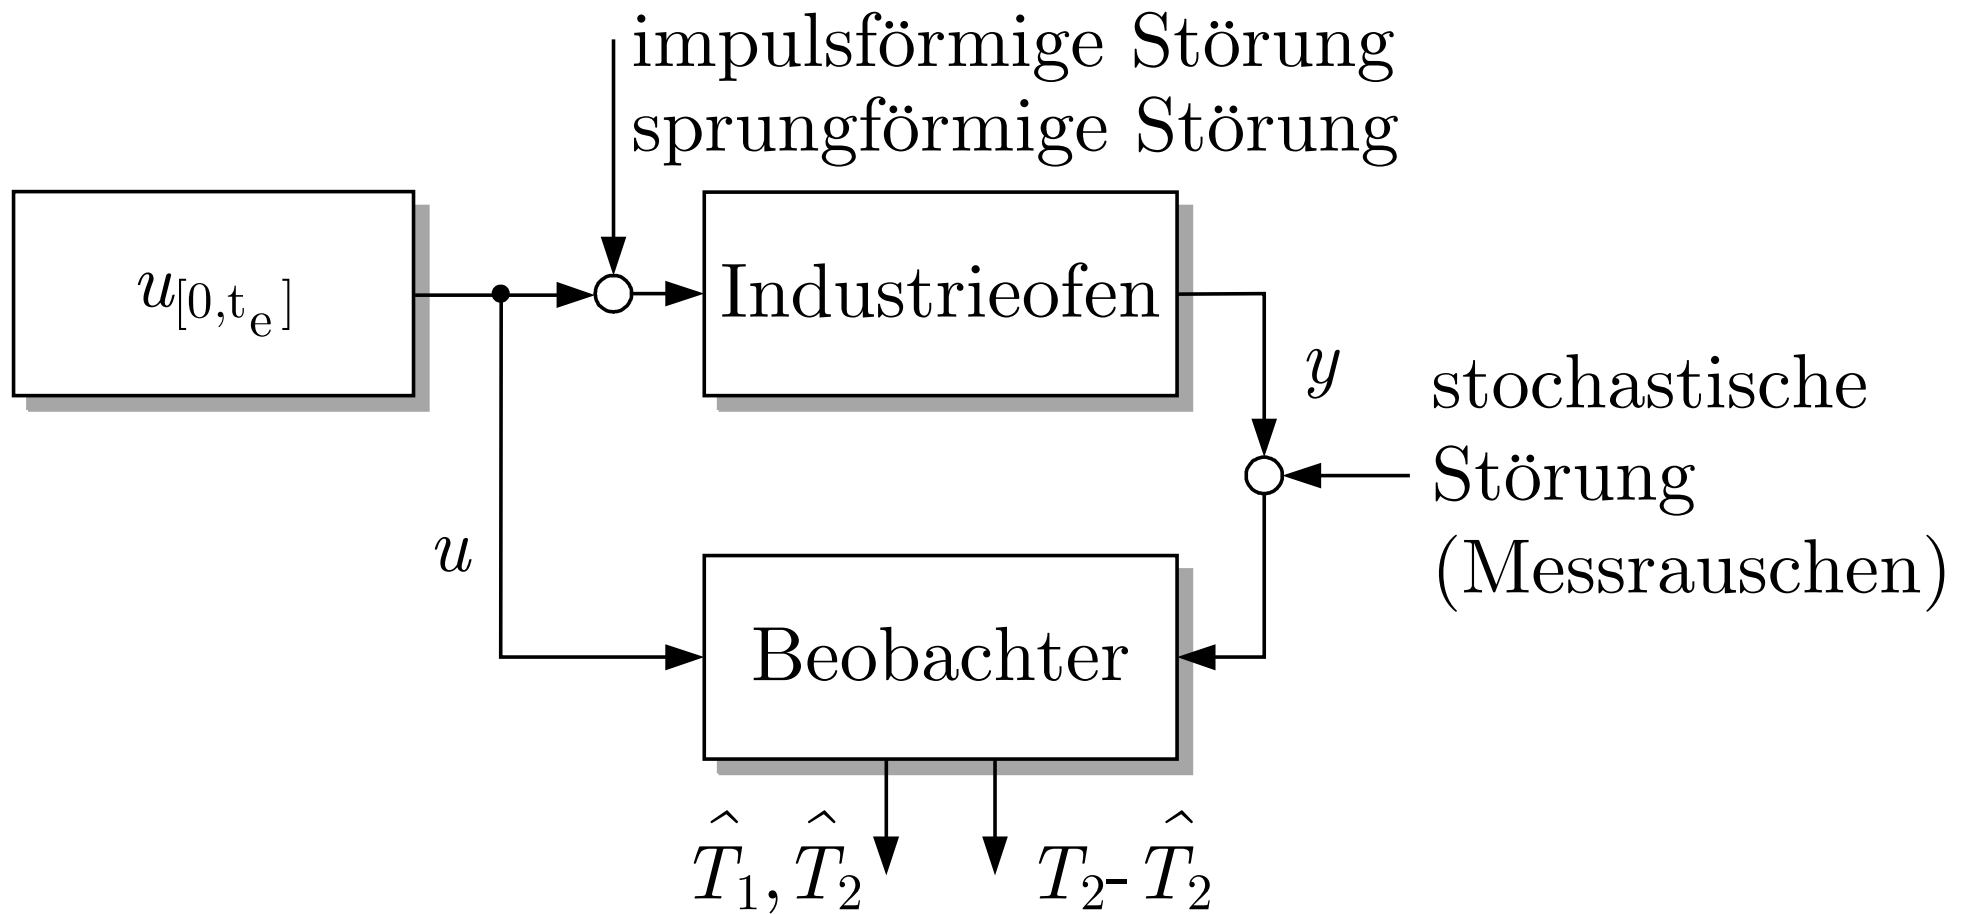 impulsförmige Störung
sprungförmige Störung
u[0,te]
Industrieofen
y
stochastische
Störung
(Messrauschen)
u
Beobachter
T̂1, T̂2
T2-T̂2